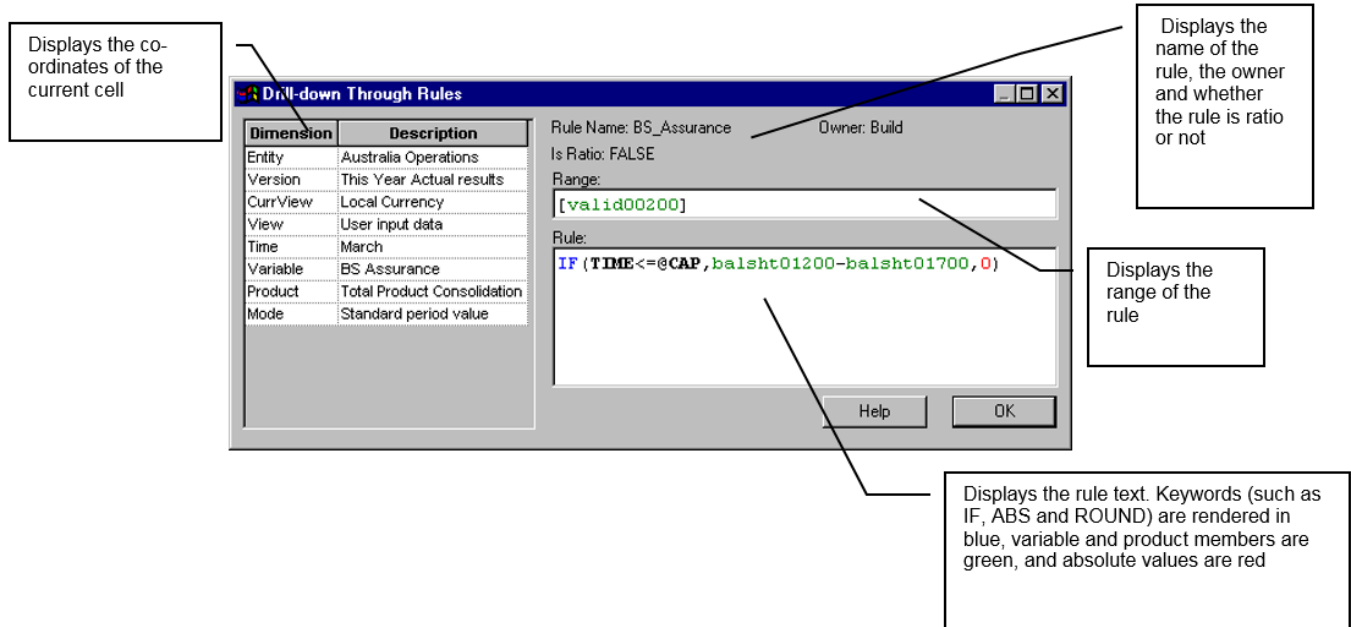 Displays the co-
ordinates of the
current cell
Displays the
name of the
rule, the owner
and whether
the rule is ratio
or not
Drill-down Through Rules
Dimension Description
Entity Australia Operations
Version This Year Actual results
CurrView Local Currency
View User input data
Time March
Variable BS Assurance
Product Total Product Consolidation
Mode Standard period value
Rule Name: BS_Assurance Owner: Build
Is Ratio: FALSE
Range:
[valid00200]
Rule:
IF(TIME<=@CAP,balsht01200-balsht01700,0)
Help OK
Displays the
range of the
rule
Displays the rule text. Keywords (such as
IF, ABS and ROUND) are rendered in
blue, variable and product members are
green, and absolute values are red